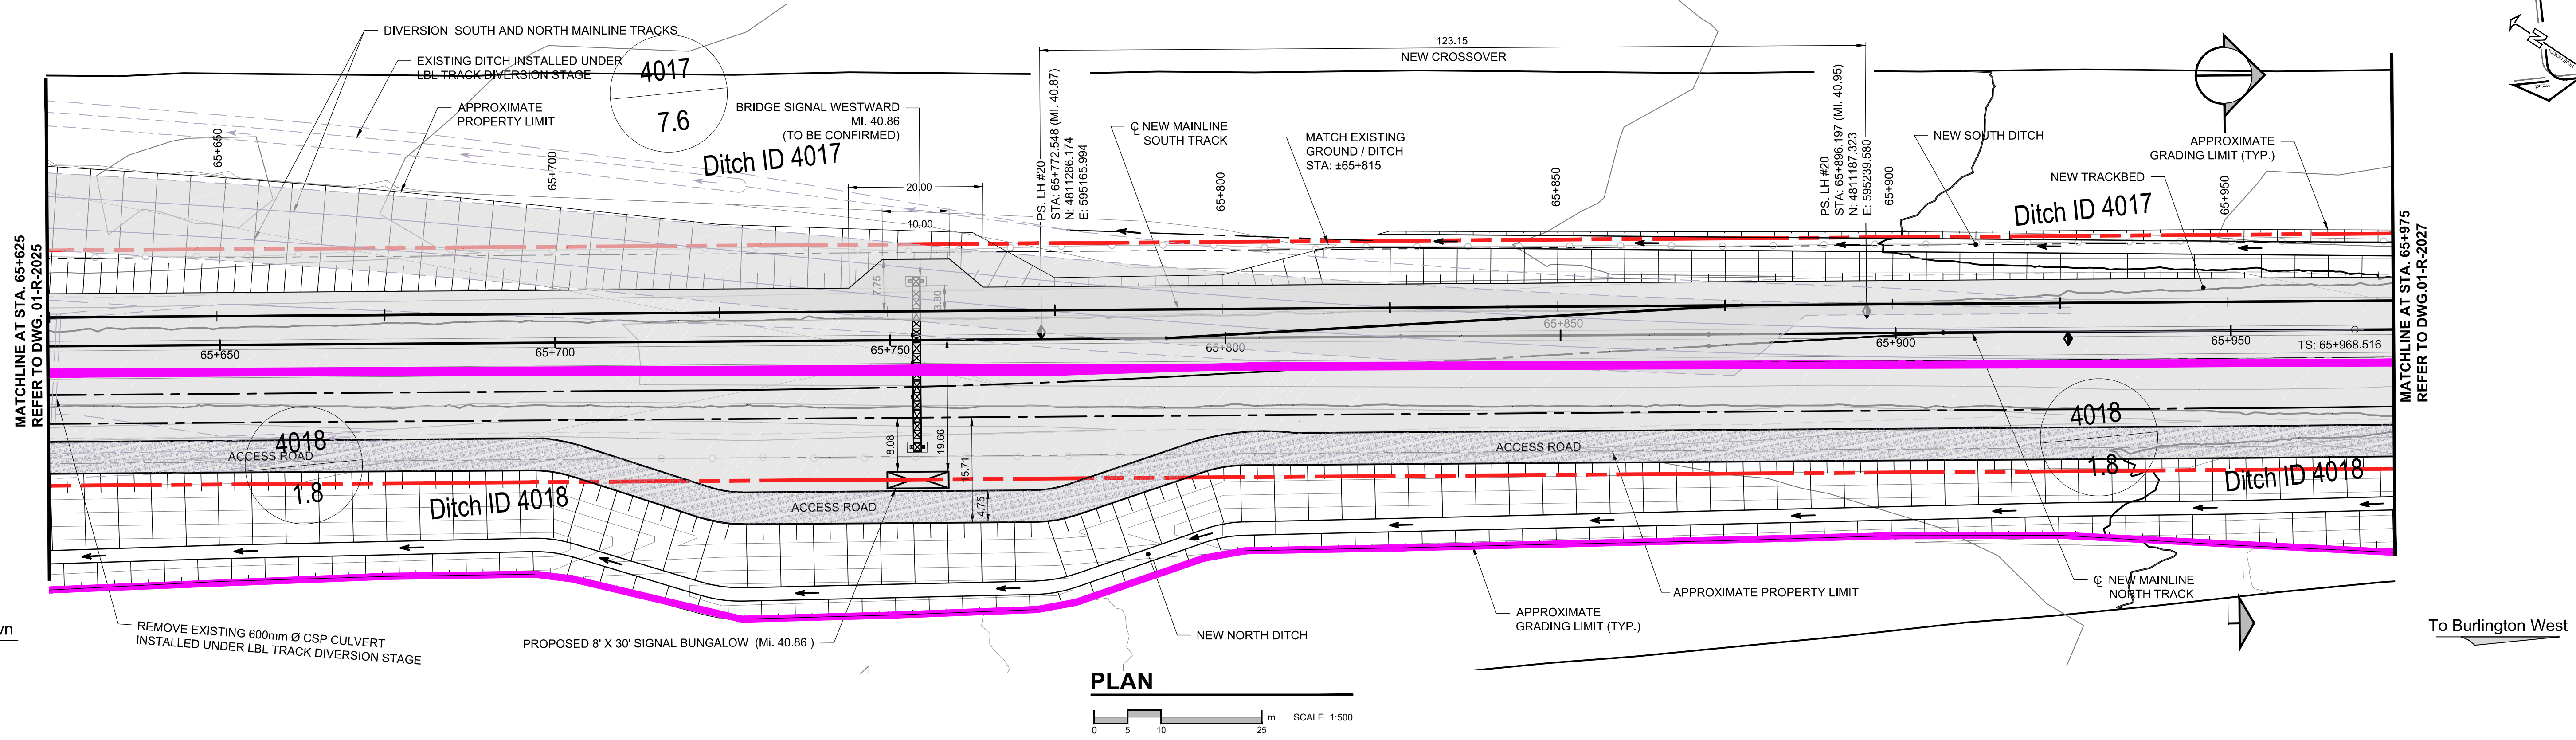 DIVERSION SOUTH AND NORTH MAINLINE TRACKS
EXISTING DITCH INSTALLED UNDER
LBL TRACK DIVERSION STAGE
4017
7.6
APPROXIMATE
PROPERTY LIMIT
BRIDGE SIGNAL WESTWARD
MI. 40.86
(TO BE CONFIRMED)
Ditch ID 4017
65+650
65+700
20.00
10.00
7.75
3.80
123.15
NEW CROSSOVER
PS. LH #20
STA: 65+772.548 (MI. 40.87)
N: 4811286.174
E: 595165.994
℄ NEW MAINLINE
SOUTH TRACK
65+800
MATCH EXISTING
GROUND / DITCH
STA: ±65+815
65+850
PS. LH #20
STA: 65+896.197 (MI. 40.95)
N: 4811187.323
E: 595239.580
65+900
NEW SOUTH DITCH
APPROXIMATE
GRADING LIMIT (TYP.)
NEW TRACKBED
Ditch ID 4017
65+950
N
MATCHLINE AT STA. 65+625
REFER TO DWG. 01-R-2025
MATCHLINE AT STA. 65+975
REFER TO DWG.01-R-2027
65+650
65+700
65+750
65+800
65+850
65+900
65+950
TS: 65+968.516
4018
ACCESS ROAD
1.8
Ditch ID 4018
8.08
19.66
15.71
4.75
ACCESS ROAD
ACCESS ROAD
4018
1.8
Ditch ID 4018
REMOVE EXISTING 600mm Ø CSP CULVERT
INSTALLED UNDER LBL TRACK DIVERSION STAGE
PROPOSED 8' X 30' SIGNAL BUNGALOW (Mi. 40.86 )
NEW NORTH DITCH
APPROXIMATE
GRADING LIMIT (TYP.)
APPROXIMATE PROPERTY LIMIT
℄ NEW MAINLINE
NORTH TRACK
To Burlington West
PLAN
0 5 10 25 m SCALE 1:500